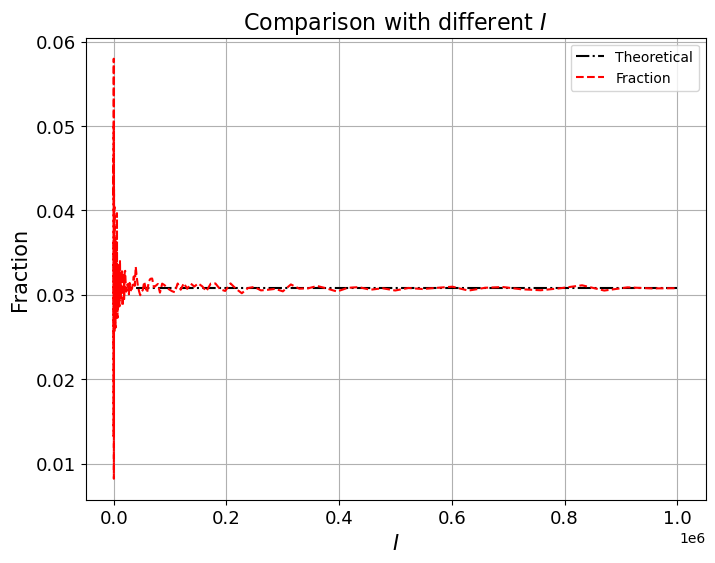 Comparison with different I
Theoretical
Fraction
0.06
0.05
0.04
0.03
0.02
0.01
Fraction
0.0 0.2 0.4 0.6 0.8 1.0
1e6
I